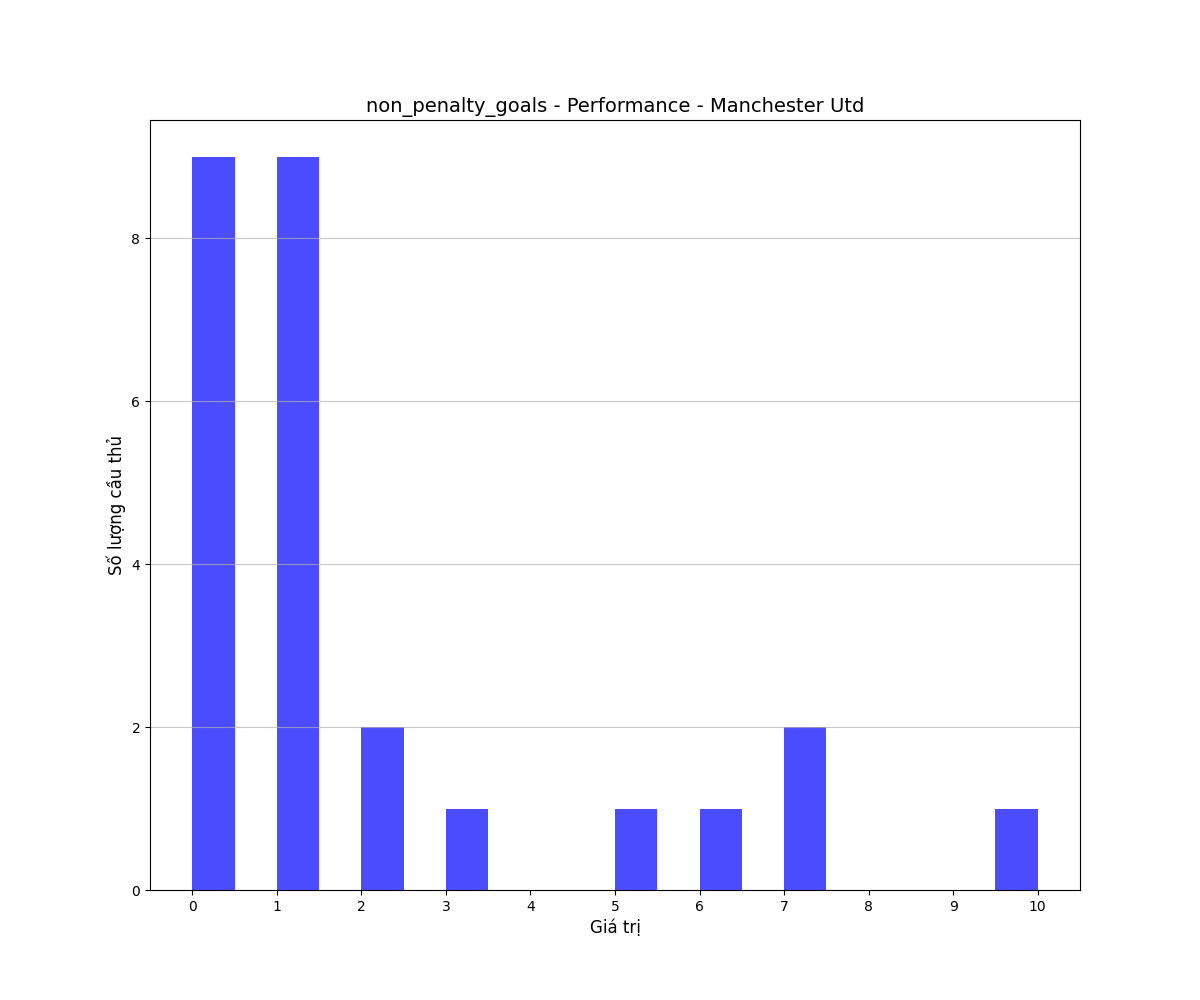 non_penalty_goals - Performance - Manchester Utd
Số lượng cầu thủ
8
6
4
2
0
0 1 2 3 4 5 6 7 8 9 10
Giá trị